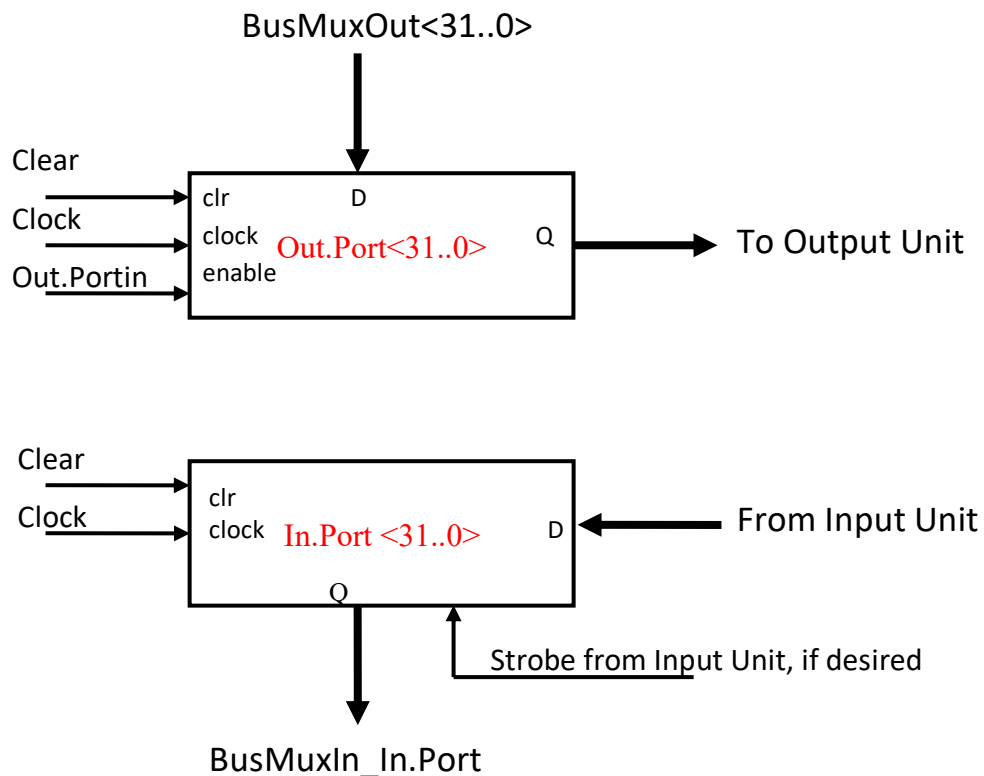 BusMuxOut<31..0>
Clear
clr
D
Clock
clock
Out.Port<31..0>
Q
To Output Unit
Out.Portin
enable
Clear
clr
Clock
clock
In.Port <31..0>
D
From Input Unit
Q
Strobe from Input Unit, if desired
BusMuxIn_In.Port